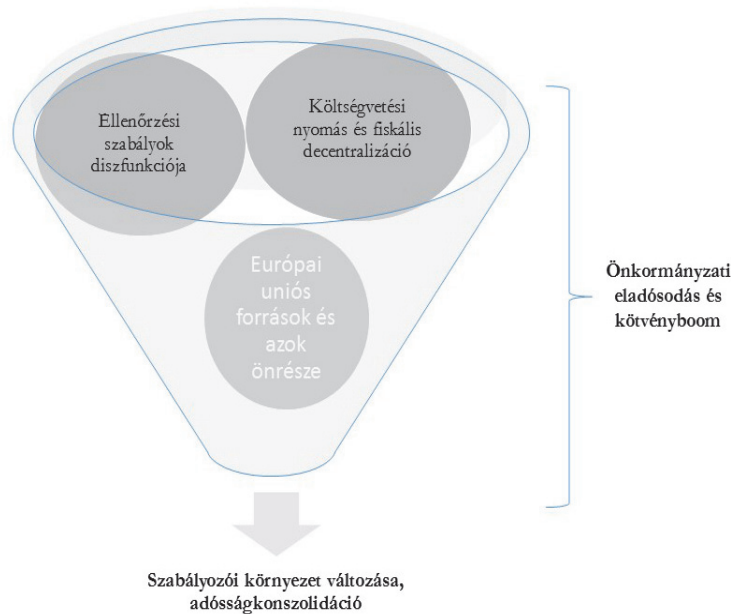 Ellenőrzési
szabályok
diszfunkciója
Költségvetési
nyomás és fiskális
decentralizáció
Európai
uniós
források és
azok
önrésze
Önkormányzati
eladósodás és
kötvényboom
Szabályozói környezet változása,
adósságkonszolidáció